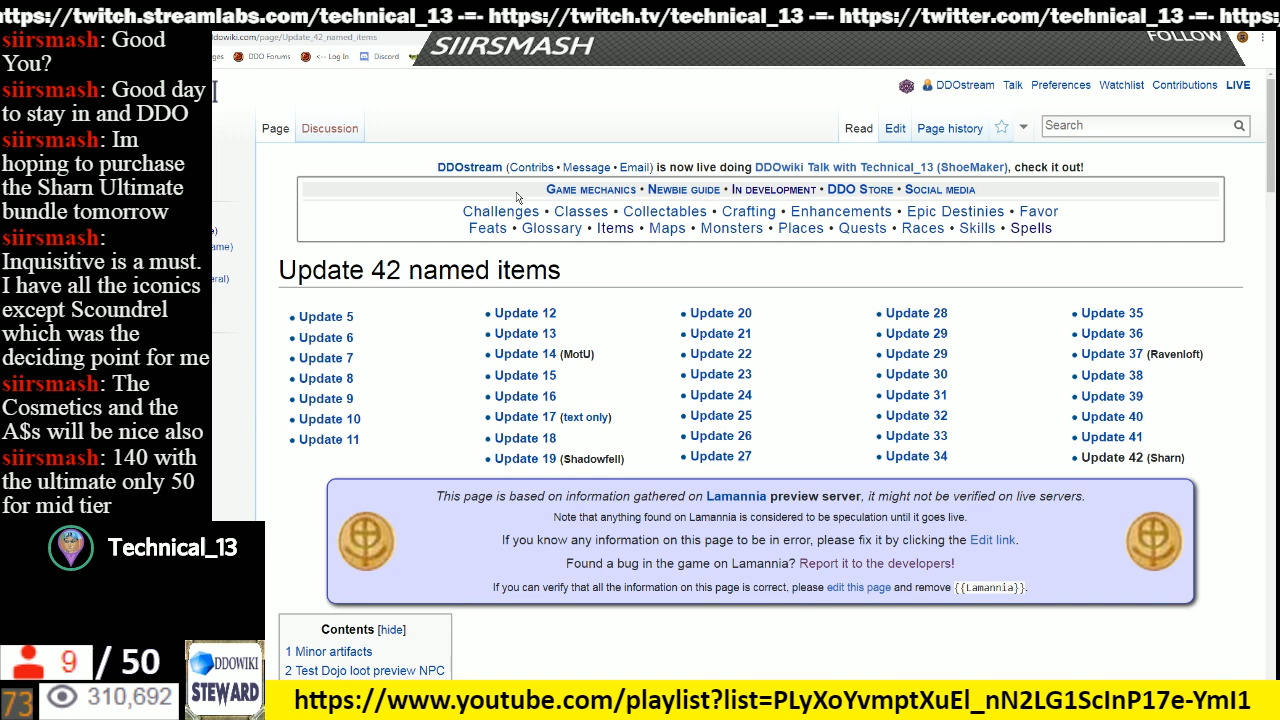 https://twitch.streamlabs.com/technical_13 -=- https://twitch.tv/technical_13 -=- https://twitter.com/technical_13 -=- https:
siirsmash: Good
You?
siirsmash: Good day
to stay in and DDO
siirsmash: Im
hoping to purchase
the Sharn Ultimate
bundle tomorrow
siirsmash:
Inquisitive is a must.
I have all the iconics
except Scoundrel
which was the
deciding point for me
siirsmash: The
Cosmetics and the
A$s will be nice also
siirsmash: 140 with
the ultimate only 50
for mid tier
Technical_13
9 / 50
73 310,692
DDOWIKI
STEWARD
ddowiki.com/page/Update_42_named_items
DDO Forums <-- Log In Discord
SIIRSMASH
FOLLOW
DDOstream Talk Preferences Watchlist Contributions LIVE
Page Discussion Read Edit Page history Search
DDOstream (Contribs • Message • Email) is now live doing DDOwiki Talk with Technical_13 (ShoeMaker), check it out!
Game mechanics • Newbie guide • In development • DDO Store • Social media
Challenges • Classes • Collectables • Crafting • Enhancements • Epic Destinies • Favor
Feats • Glossary • Items • Maps • Monsters • Places • Quests • Races • Skills • Spells
Update 42 named items
• Update 5
• Update 6
• Update 7
• Update 8
• Update 9
• Update 10
• Update 11
• Update 12
• Update 13
• Update 14 (MotU)
• Update 15
• Update 16
• Update 17 (text only)
• Update 18
• Update 19 (Shadowfell)
• Update 20
• Update 21
• Update 22
• Update 23
• Update 24
• Update 25
• Update 26
• Update 27
• Update 28
• Update 29
• Update 29
• Update 30
• Update 31
• Update 32
• Update 33
• Update 34
• Update 35
• Update 36
• Update 37 (Ravenloft)
• Update 38
• Update 39
• Update 40
• Update 41
• Update 42 (Sharn)
This page is based on information gathered on Lamannia preview server, it might not be verified on live servers.
Note that anything found on Lamannia is considered to be speculation until it goes live.
If you know any information on this page to be in error, please fix it by clicking the Edit link.
Found a bug in the game on Lamannia? Report it to the developers!
If you can verify that all the information on this page is correct, please edit this page and remove {{Lamannia}}.
Contents [hide]
1 Minor artifacts
2 Test Dojo loot preview NPC
https://www.youtube.com/playlist?list=PLyXoYvmptXuEl_nN2LG1ScInP17e-YmI1